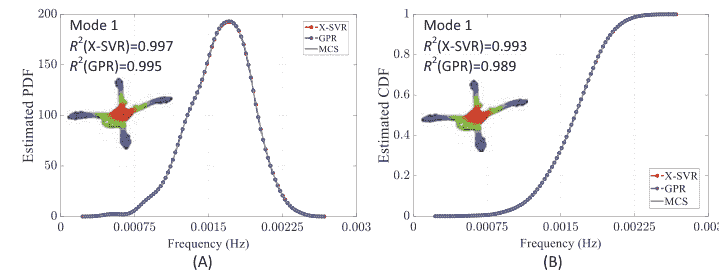 Mode 1
R²(X-SVR)=0.997
R²(GPR)=0.995
X-SVR
GPR
MCS
Estimated PDF
200
150
100
50
0
0 0.00075 0.0015 0.00225 0.003
Frequency (Hz)
(A)
Mode 1
R²(X-SVR)=0.993
R²(GPR)=0.989
X-SVR
GPR
MCS
Estimated CDF
1
0.8
0.6
0.4
0.2
0
0 0.00075 0.0015 0.00225 0.003
Frequency (Hz)
(B)